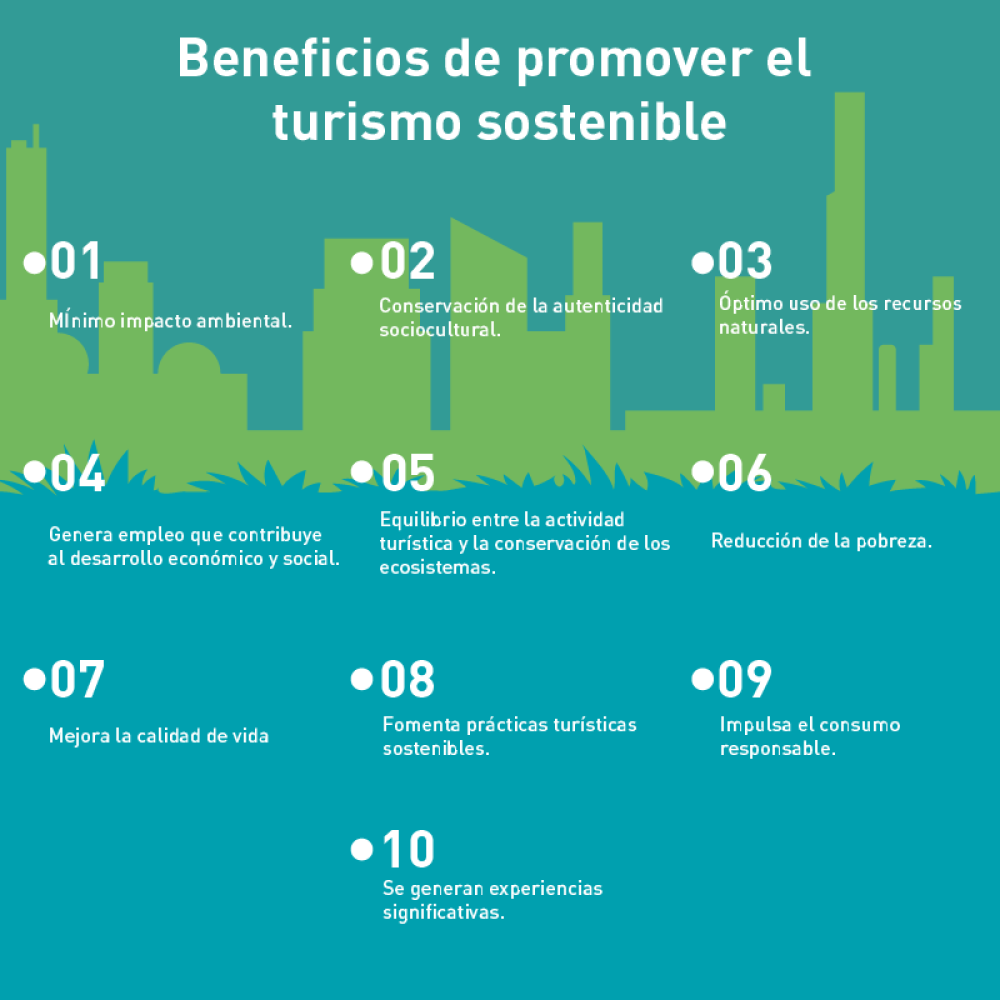 Beneficios de promover el
turismo sostenible
01
MÍnimo impacto ambiental.
02
Conservación de la autenticidad
sociocultural.
03
Óptimo uso de los recursos
naturales.
04
Genera empleo que contribuye
al desarrollo económico y social.
05
Equilibrio entre la actividad
turística y la conservación de los
ecosistemas.
06
Reducción de la pobreza.
07
Mejora la calidad de vida
08
Fomenta prácticas turísticas
sostenibles.
09
Impulsa el consumo
responsable.
10
Se generan experiencias
significativas.